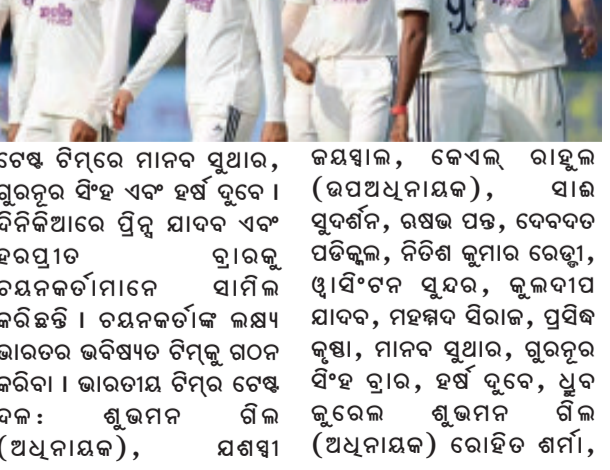 apollo
ଟେଷ୍ଟ ଟିମ୍‌ରେ ମାନବ ସୁଥାର,
ଗୁରନୂର ସିଂହ ଏବଂ ହର୍ଷ ଦୁବେ ।
ଦିନିକିଆରେ ପ୍ରିନ୍ସ ଯାଦବ ଏବଂ
ହରପ୍ରୀତ ବ୍ରାରକୁ
ଚୟନକର୍ତାମାନେ ସାମିଲ
କରିଛନ୍ତି । ଚୟନକର୍ତାଙ୍କ ଲକ୍ଷ୍ୟ
ଭାରତର ଭବିଷ୍ୟତ ଟିମ୍‌କୁ ଗଠନ
କରିବା । ଭାରତୀୟ ଟିମ୍‌ର ଟେଷ୍ଟ
ଦଳ: ଶୁଭମନ ଗିଲ
(ଅଧିନାୟକ), ଯଶସ୍ୱୀ
ଜୟସ୍ୱାଲ, କେଏଲ୍ ରାହୁଲ
(ଉପଅଧିନାୟକ), ସାଈ
ସୁଦର୍ଶନ, ଋଷଭ ପନ୍ତ, ଦେବଦତ
ପଡିକ୍କଲ, ନିତିଶ କୁମାର ରେଡ୍ଡୀ,
ଓ୍ୱାସିଂଟନ ସୁନ୍ଦର, କୁଲଦୀପ
ଯାଦବ, ମହମ୍ମଦ ସିରାଜ, ପ୍ରସିଦ୍ଧ
କୃଷ୍ଣା, ମାନବ ସୁଥାର, ଗୁରନୂର
ସିଂହ ବ୍ରାର, ହର୍ଷ ଦୁବେ, ଧ୍ରୁବ
ଜୁରେଲ ଶୁଭମନ ଗିଲ
(ଅଧିନାୟକ) ରୋହିତ ଶର୍ମା,